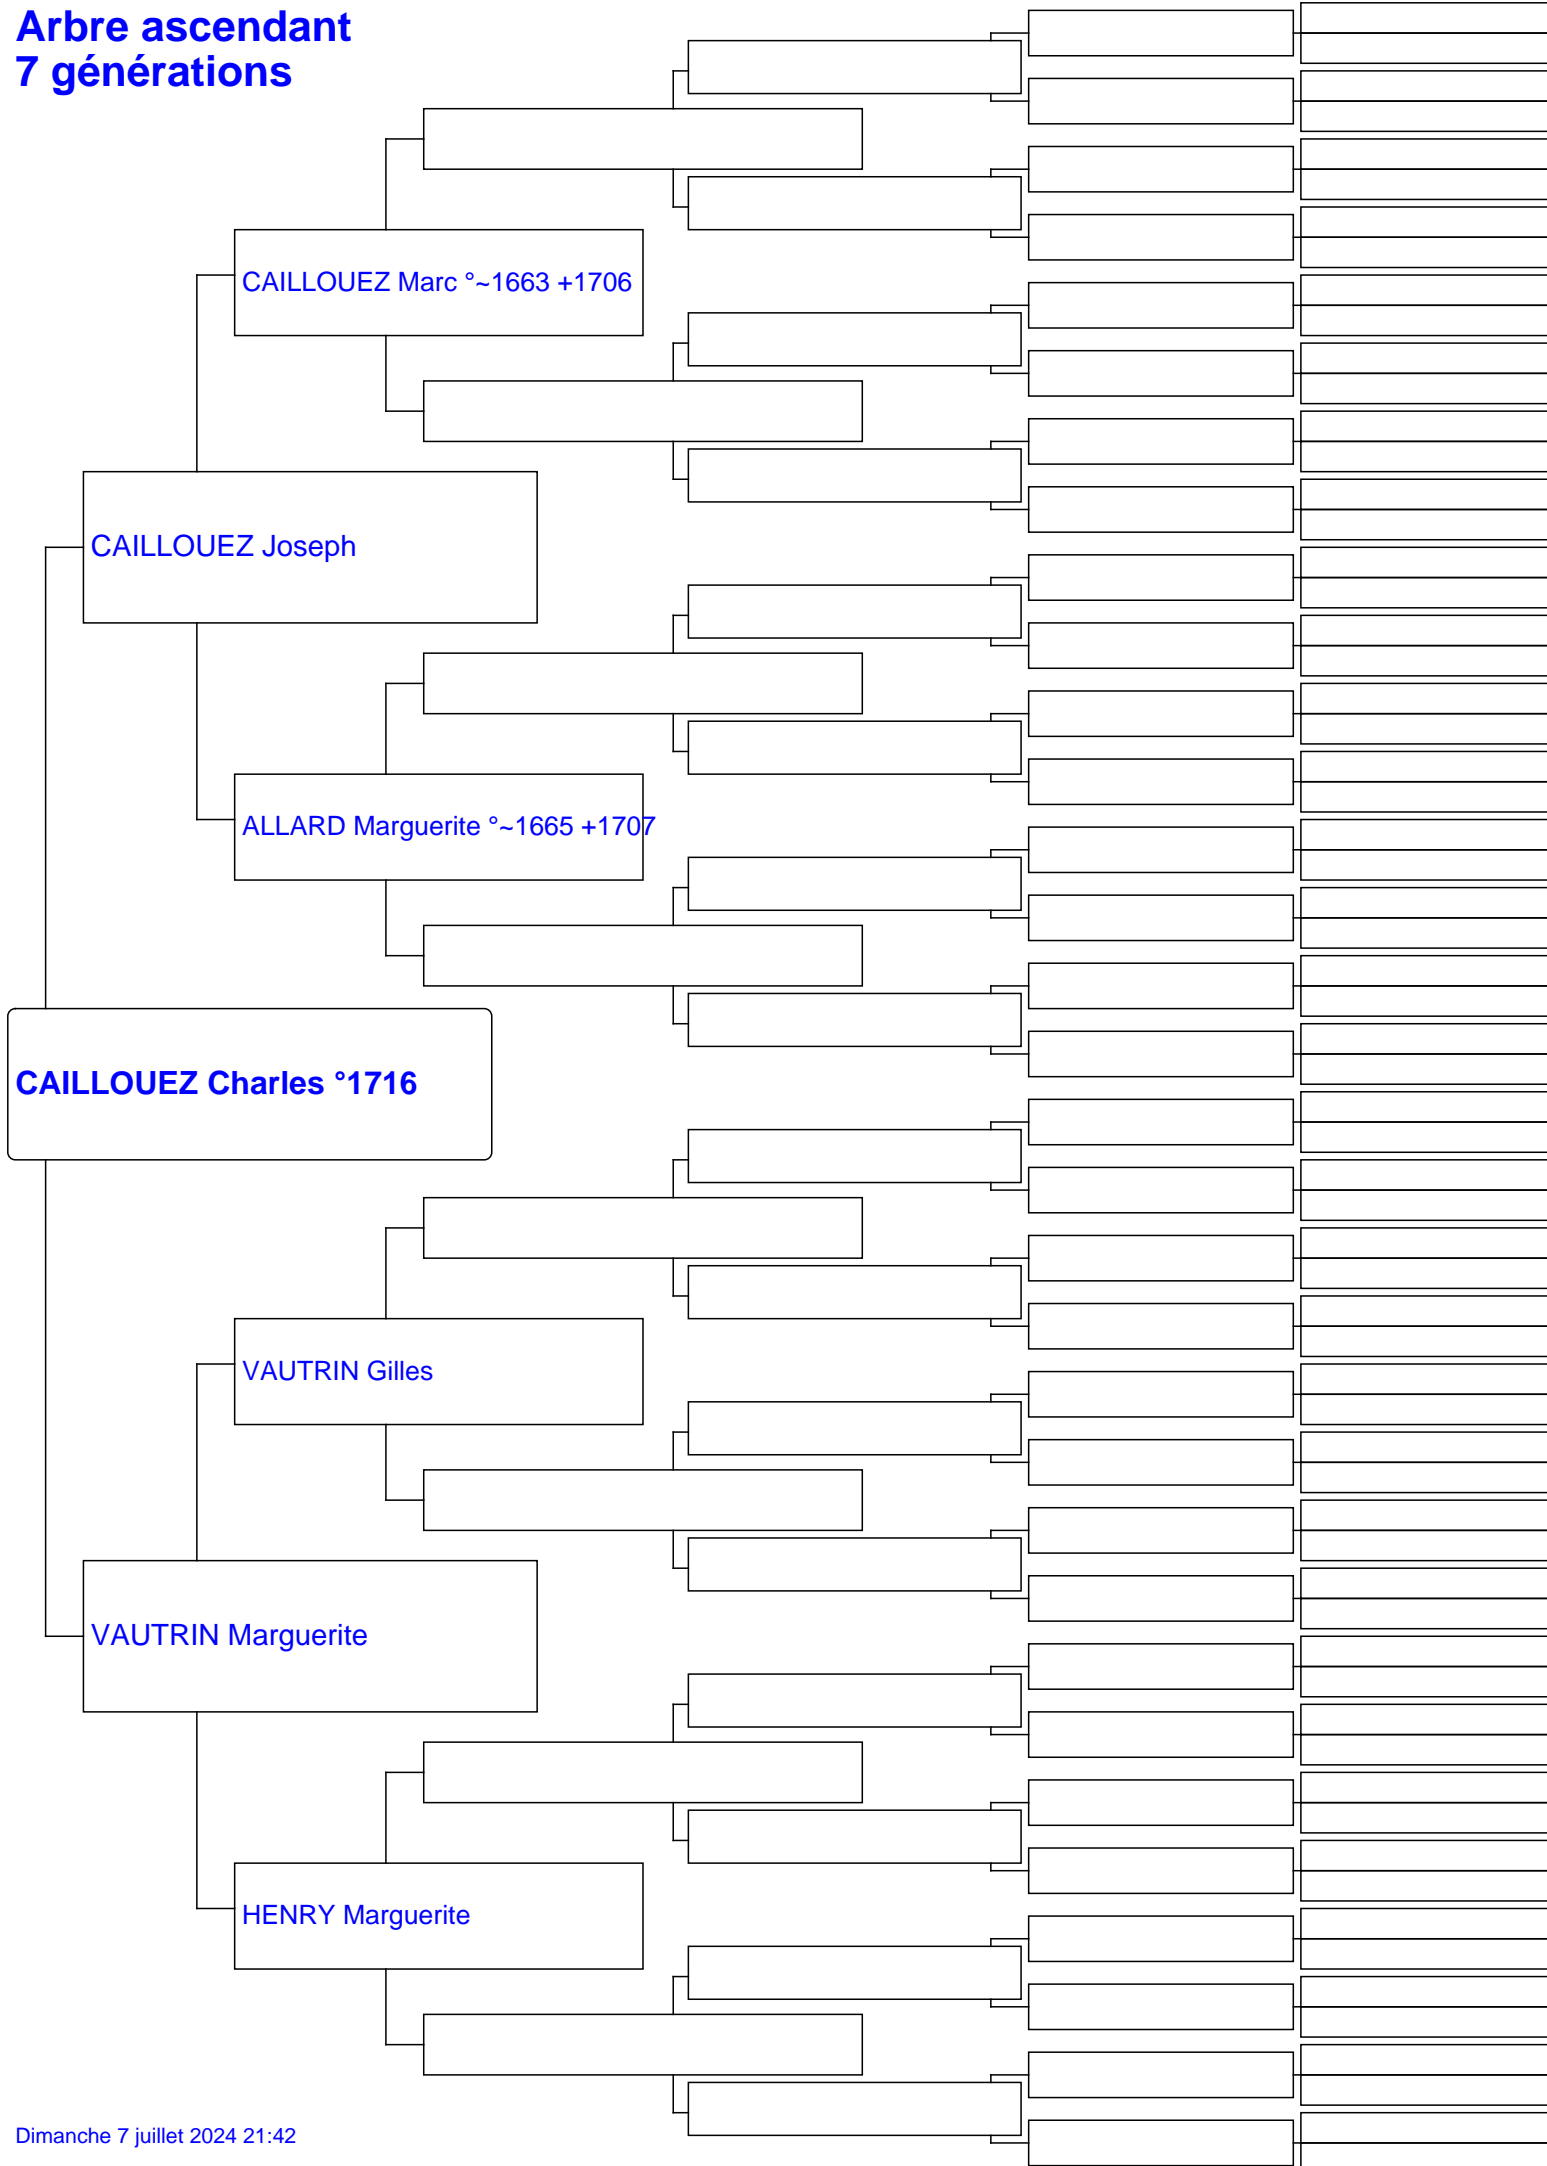 Arbre ascendant
7 générations
CAILLOUEZ Marc °~1663 +1706
CAILLOUEZ Joseph
ALLARD Marguerite °~1665 +1707
CAILLOUEZ Charles °1716
VAUTRIN Gilles
VAUTRIN Marguerite
HENRY Marguerite
Dimanche 7 juillet 2024 21:42